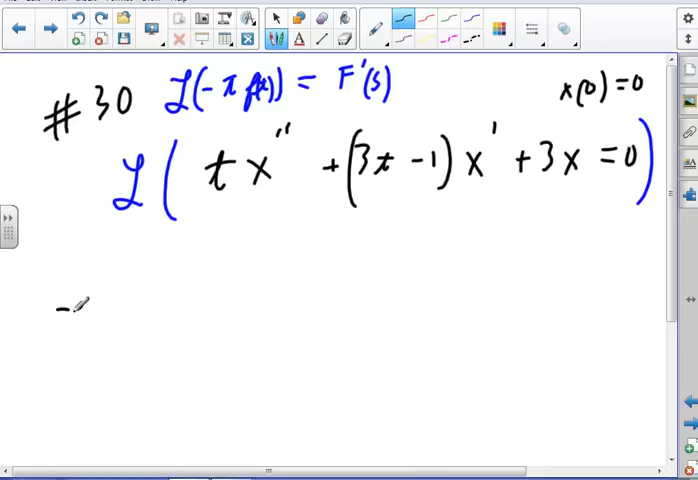 #30 ℒ(-t f(t)) = F'(s) x(0)=0
ℒ( t x'' + (3t -1) x' + 3x = 0 )
-